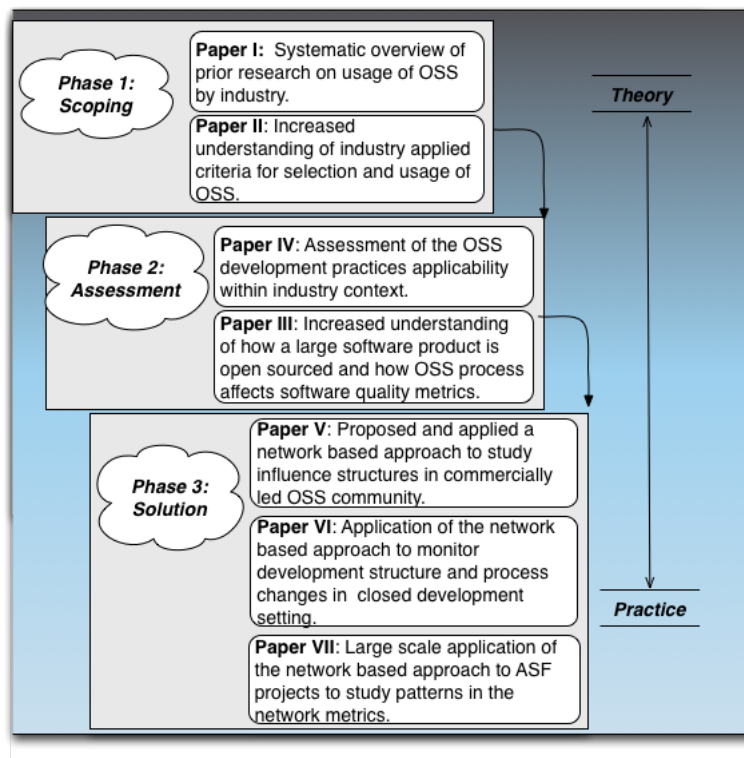 Phase 1:
Scoping
Paper I: Systematic overview of
prior research on usage of OSS
by industry.
Paper II: Increased
understanding of industry applied
criteria for selection and usage of
OSS.
Theory
Phase 2:
Assessment
Paper IV: Assessment of the OSS
development practices applicability
within industry context.
Paper III: Increased understanding
of how a large software product is
open sourced and how OSS process
affects software quality metrics.
Phase 3:
Solution
Paper V: Proposed and applied a
network based approach to study
influence structures in commercially
led OSS community.
Paper VI: Application of the network
based approach to monitor
development structure and process
changes in closed development
setting.
Paper VII: Large scale application of
the network based approach to ASF
projects to study patterns in the
network metrics.
Practice